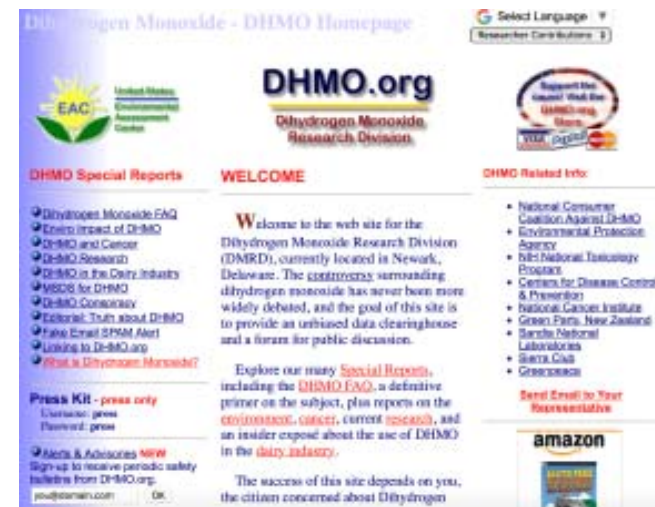 Dihydrogen Monoxide - DHMO Homepage
Select Language
Researcher Contributions
EAC
United States
Environmental
Assessment
Center
DHMO.org
Dihydrogen Monoxide
Research Division
Support the
cause! Visit the
DHMO.org
Store
VISA
MasterCard
DHMO Special Reports
Dihydrogen Monoxide FAQ
Enviro Impact of DHMO
DHMO and Cancer
DHMO Research
DHMO in the Dairy Industry
MSDS for DHMO
DHMO Conspiracy
Editorial: Truth about DHMO
Fake Email SPAM Alert
Linking to DHMO.org
What is Dihydrogen Monoxide?
Press Kit - press only
Username: press
Password: press
Alerts & Advisories NEW
Sign-up to receive periodic safety
bulletins from DHMO.org.
you@domain.com OK
WELCOME
Welcome to the web site for the
Dihydrogen Monoxide Research Division
(DMRD), currently located in Newark,
Delaware. The controversy surrounding
dihydrogen monoxide has never been more
widely debated, and the goal of this site is
to provide an unbiased data clearinghouse
and a forum for public discussion.
Explore our many Special Reports,
including the DHMO FAQ, a definitive
primer on the subject, plus reports on the
environment, cancer, current research, and
an insider exposé about the use of DHMO
in the dairy industry.
The success of this site depends on you,
the citizen concerned about Dihydrogen
DHMO Related Info:
National Consumer
Coalition Against DHMO
Environmental Protection
Agency
NIH National Toxicology
Program
Centers for Disease Control
& Prevention
National Cancer Institute
Green Party, New Zealand
Sandia National
Laboratories
Sierra Club
Greenpeace
Send Email to Your
Representative
amazon